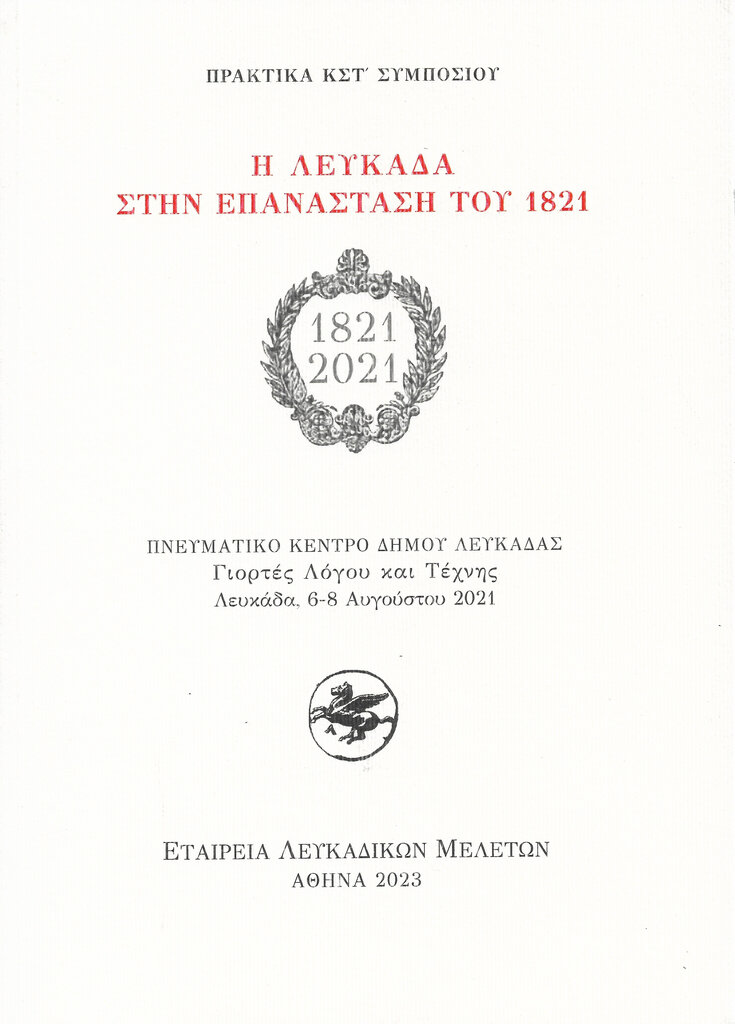 ΠΡΑΚΤΙΚΑ ΚΣΤ΄ ΣΥΜΠΟΣΙΟΥ
Η ΛΕΥΚΑΔΑ
ΣΤΗΝ ΕΠΑΝΑΣΤΑΣΗ ΤΟΥ 1821
1821
2021
ΠΝΕΥΜΑΤΙΚΟ ΚΕΝΤΡΟ ΔΗΜΟΥ ΛΕΥΚΑΔΑΣ
Γιορτές Λόγου και Τέχνης
Λευκάδα, 6-8 Αυγούστου 2021
Λ
ΕΤΑΙΡΕΙΑ ΛΕΥΚΑΔΙΚΩΝ ΜΕΛΕΤΩΝ
ΑΘΗΝΑ 2023